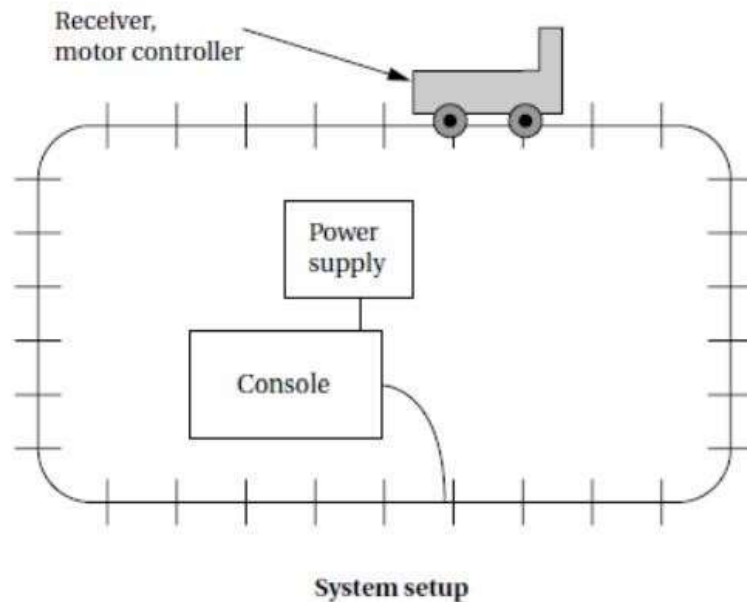 Receiver,
motor controller
Power
supply
Console
System setup